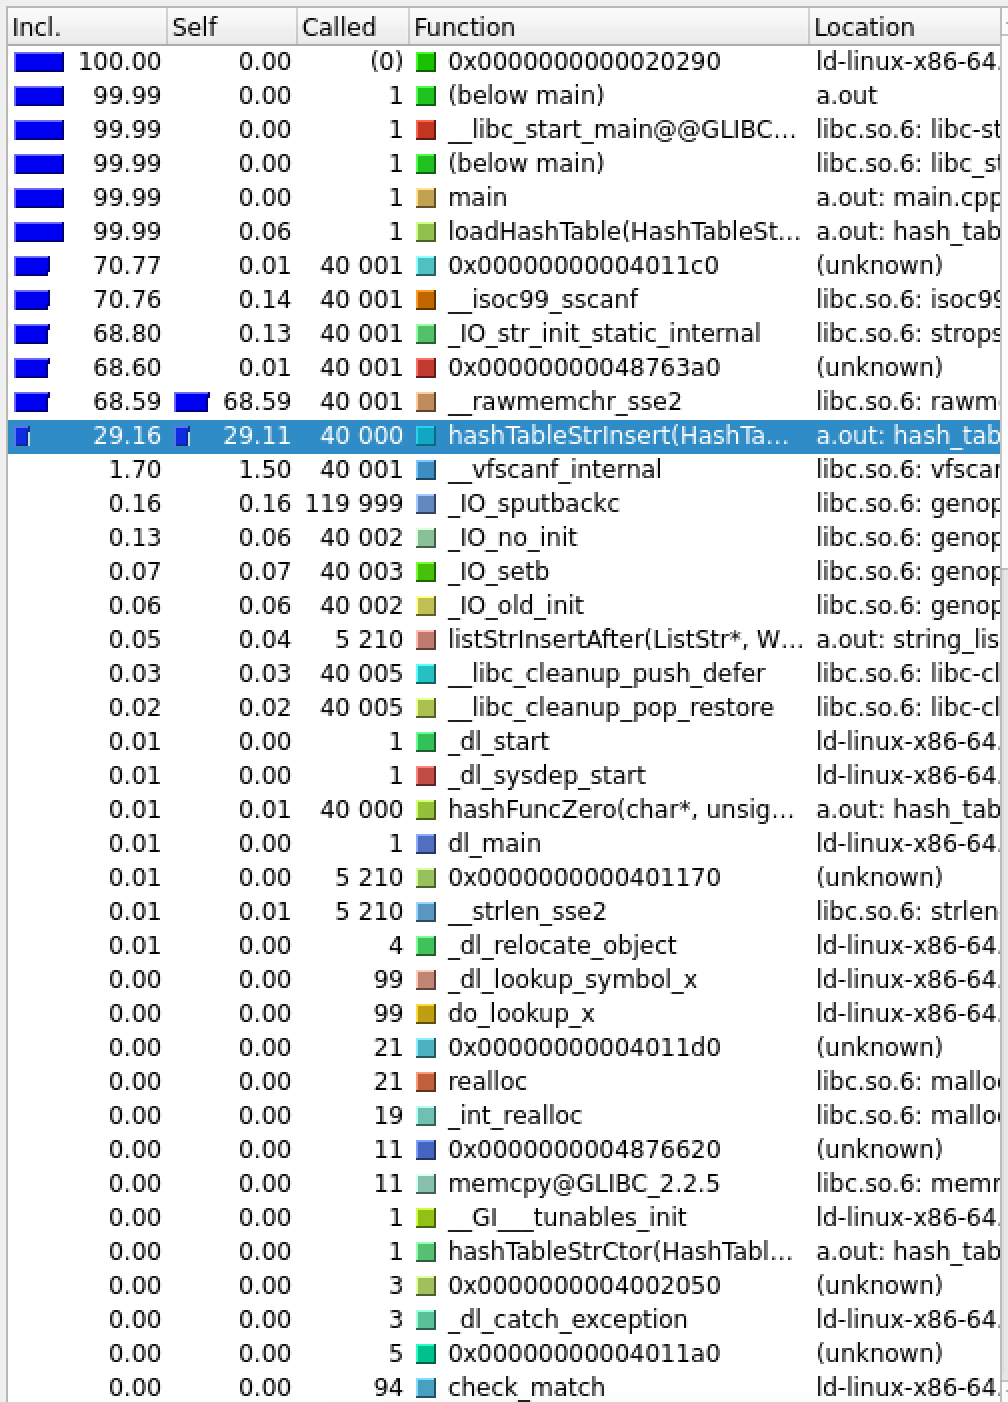 Incl. Self Called Function Location
100.00 0.00 (0) 0x0000000000020290 ld-linux-x86-64.
99.99 0.00 1 (below main) a.out
99.99 0.00 1 __libc_start_main@@GLIBC... libc.so.6: libc-st
99.99 0.00 1 (below main) libc.so.6: libc_st
99.99 0.00 1 main a.out: main.cpp
99.99 0.06 1 loadHashTable(HashTableSt... a.out: hash_tab
70.77 0.01 40 001 0x00000000004011c0 (unknown)
70.76 0.14 40 001 __isoc99_sscanf libc.so.6: isoc99
68.80 0.13 40 001 _IO_str_init_static_internal libc.so.6: strops
68.60 0.01 40 001 0x00000000048763a0 (unknown)
68.59 68.59 40 001 __rawmemchr_sse2 libc.so.6: rawm
29.16 29.11 40 000 hashTableStrInsert(HashTa... a.out: hash_tab
1.70 1.50 40 001 __vfscanf_internal libc.so.6: vfscar
0.16 0.16 119 999 _IO_sputbackc libc.so.6: genop
0.13 0.06 40 002 _IO_no_init libc.so.6: genop
0.07 0.07 40 003 _IO_setb libc.so.6: genop
0.06 0.06 40 002 _IO_old_init libc.so.6: genop
0.05 0.04 5 210 listStrInsertAfter(ListStr*, W... a.out: string_lis
0.03 0.03 40 005 __libc_cleanup_push_defer libc.so.6: libc-cl
0.02 0.02 40 005 __libc_cleanup_pop_restore libc.so.6: libc-cl
0.01 0.00 1 _dl_start ld-linux-x86-64.
0.01 0.00 1 _dl_sysdep_start ld-linux-x86-64.
0.01 0.01 40 000 hashFuncZero(char*, unsig... a.out: hash_tab
0.01 0.00 1 dl_main ld-linux-x86-64.
0.01 0.00 5 210 0x0000000000401170 (unknown)
0.01 0.01 5 210 __strlen_sse2 libc.so.6: strlen
0.01 0.00 4 _dl_relocate_object ld-linux-x86-64.
0.00 0.00 99 _dl_lookup_symbol_x ld-linux-x86-64.
0.00 0.00 99 do_lookup_x ld-linux-x86-64.
0.00 0.00 21 0x00000000004011d0 (unknown)
0.00 0.00 21 realloc libc.so.6: mallo
0.00 0.00 19 _int_realloc libc.so.6: mallo
0.00 0.00 11 0x0000000004876620 (unknown)
0.00 0.00 11 memcpy@GLIBC_2.2.5 libc.so.6: memr
0.00 0.00 1 __GI___tunables_init ld-linux-x86-64.
0.00 0.00 1 hashTableStrCtor(HashTabl... a.out: hash_tab
0.00 0.00 3 0x0000000004002050 (unknown)
0.00 0.00 3 _dl_catch_exception ld-linux-x86-64.
0.00 0.00 5 0x00000000004011a0 (unknown)
0.00 0.00 94 check_match ld-linux-x86-64.